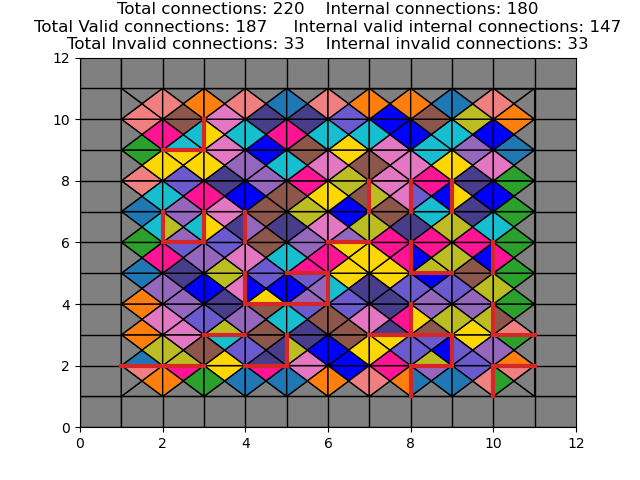 Total connections: 220    Internal connections: 180
Total Valid connections: 187     Internal valid internal connections: 147
Total Invalid connections: 33    Internal invalid connections: 33
12
10
8
6
4
2
0
0 2 4 6 8 10 12